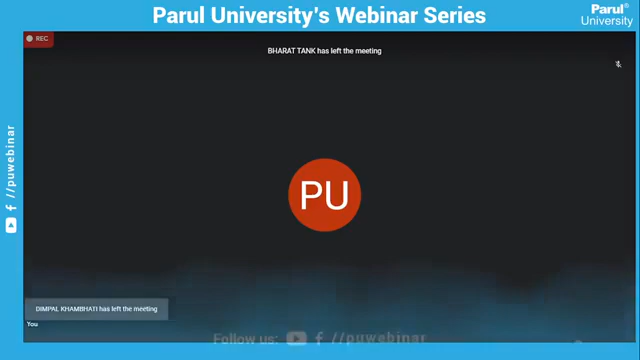 Parul University's Webinar Series
Parul®
University
REC
BHARAT TANK has left the meeting
/puwebinar
PU
DIMPAL KHAMBHATI has left the meeting
You
Follow us: //puwebinar